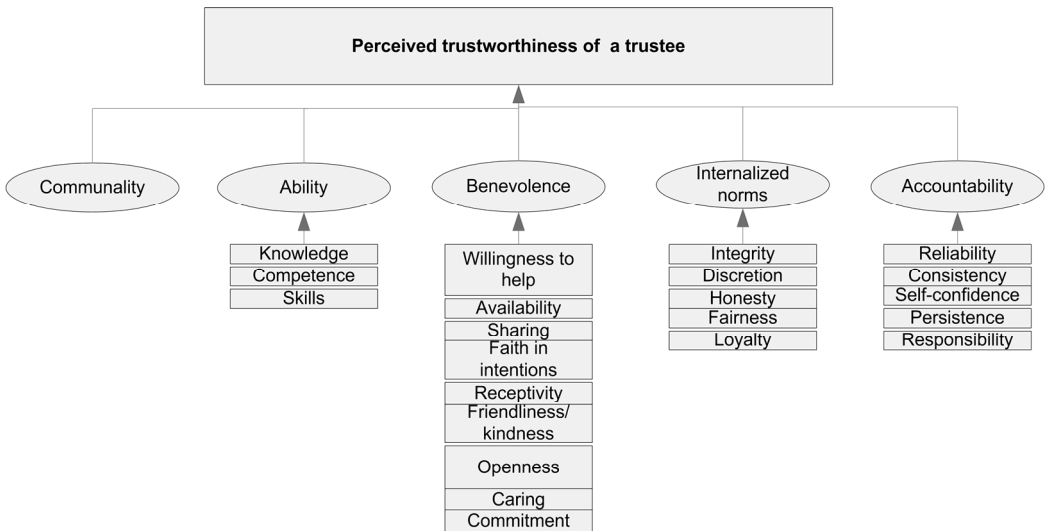 Perceived trustworthiness of a trustee
Communality
Ability
Benevolence
Internalized
norms
Accountability
Knowledge
Competence
Skills
Willingness to
help
Availability
Sharing
Faith in
intentions
Receptivity
Friendliness/
kindness
Openness
Caring
Commitment
Integrity
Discretion
Honesty
Fairness
Loyalty
Reliability
Consistency
Self-confidence
Persistence
Responsibility